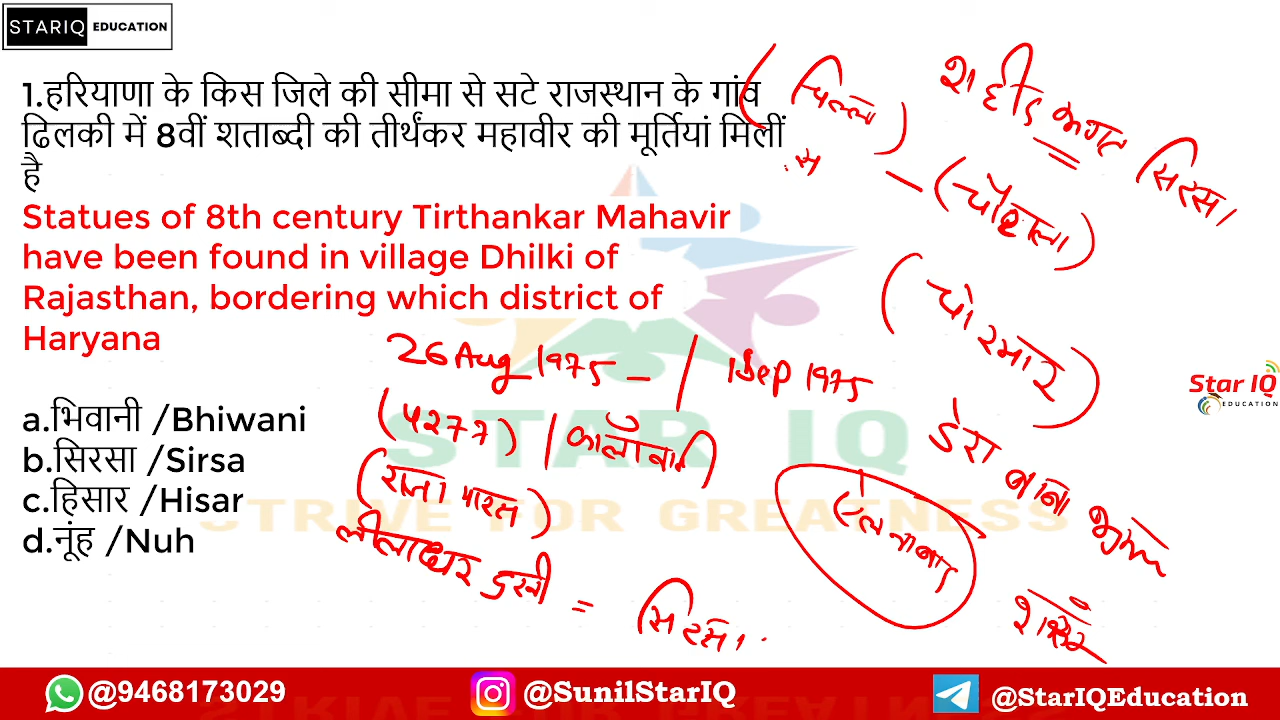 STARIQ EDUCATION
1.हरियाणा के किस जिले की सीमा से सटे राजस्थान के गांव
ढिलकी में 8वीं शताब्दी की तीर्थंकर महावीर की मूर्तियां मिलीं
है
Statues of 8th century Tirthankar Mahavir
have been found in village Dhilki of
Rajasthan, bordering which district of
Haryana
a.भिवानी /Bhiwani
b.सिरसा /Sirsa
c.हिसार /Hisar
d.नूंह /Nuh
शहीद भगत सिरसा
(चौटाला)
(चोरमार)
26 Aug 1975 - 1 Sep 1975
कालांवाली
डेरा बाबा
(राजा पारस)
लीलाधर दुखी = सिरसा
STAR IQ
STRIVE FOR GREATNESS
Star IQ
EDUCATION
@9468173029
@SunilStarIQ
@StarIQEducation